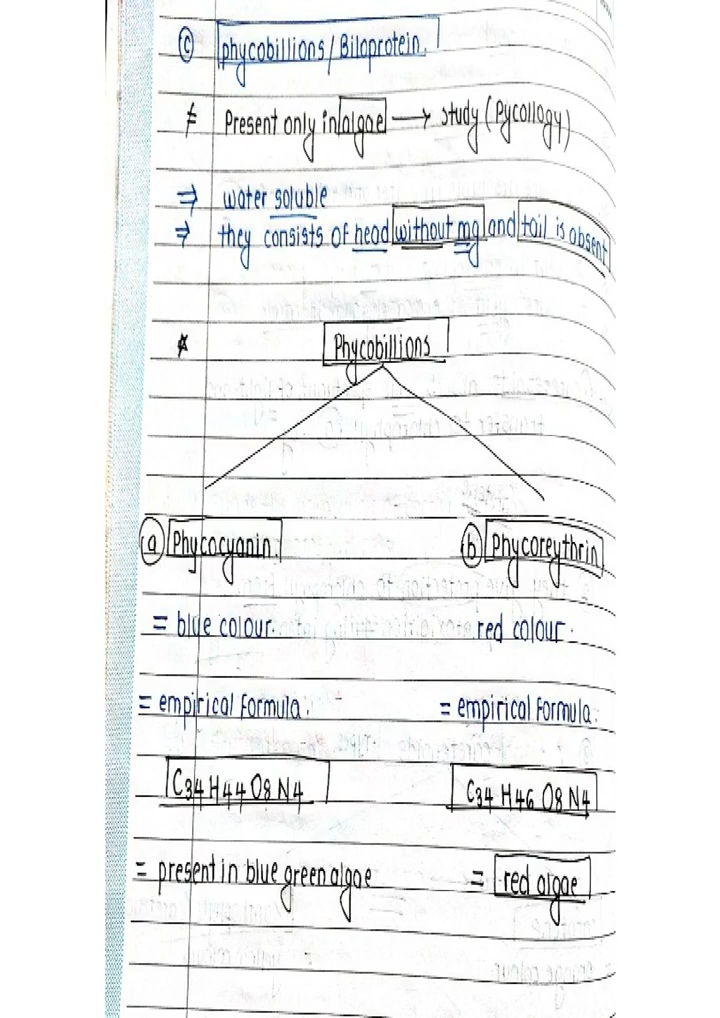 © phycobillions / Biloprotein.
Present only in algae → study (Pycollogy)
⇒ water soluble
⇒ they consists of head without mg and tail is absent
* Phycobillions
(a) Phycocyanin. (b) Phycoreythrin
= blue colour. red colour.
= empirical formula. = empirical formula.
C34 H44 O8 N4 C34 H46 O8 N4
= present in blue green algae = red algae